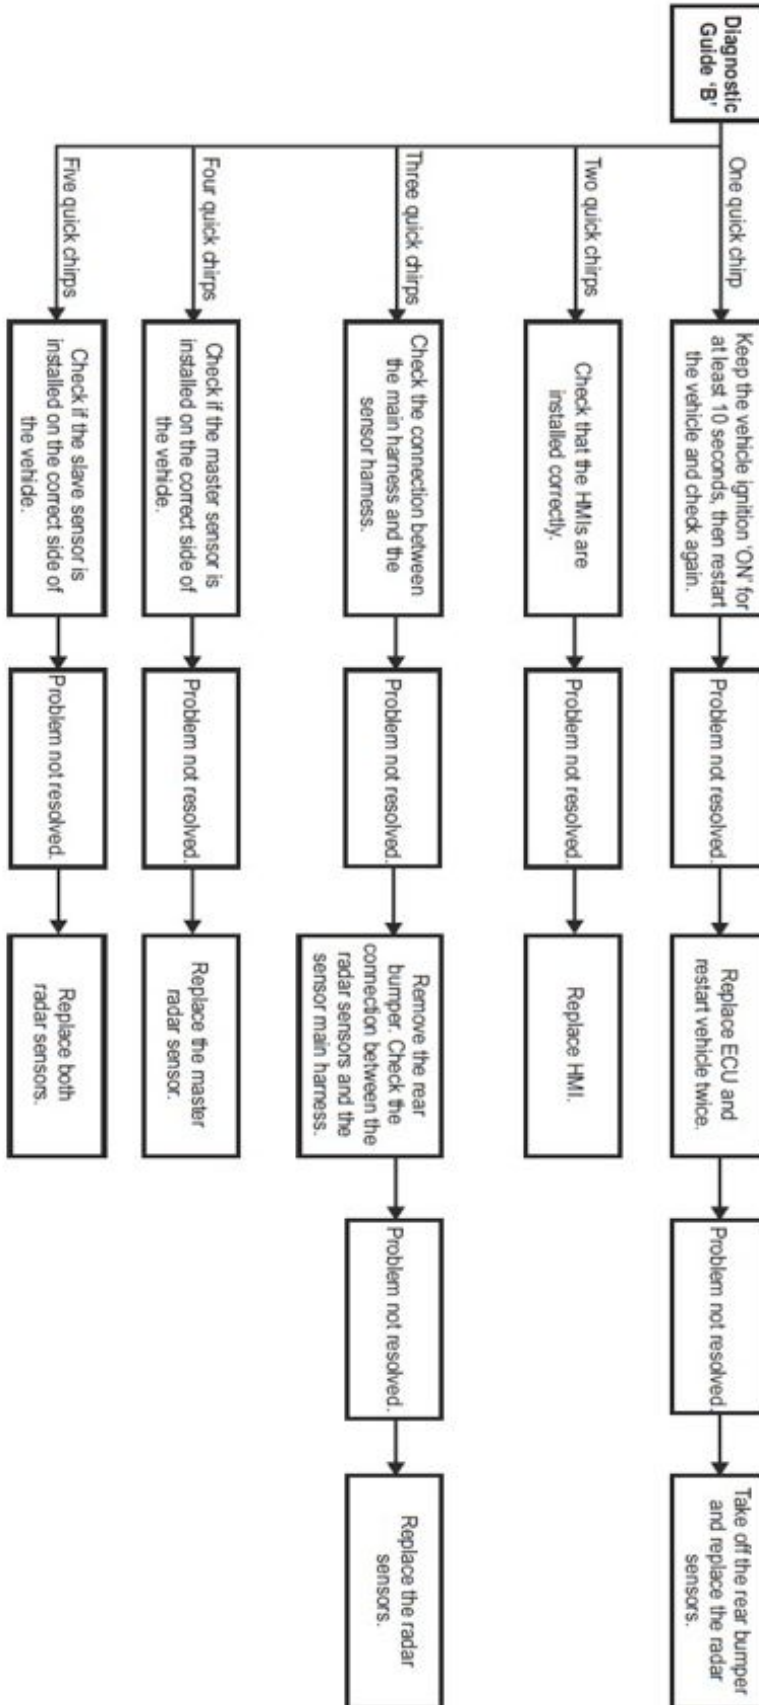 Diagnostic
Guide ‘B’
One quick chirp
Keep the vehicle ignition ‘ON’ for
at least 10 seconds, then restart
the vehicle and check again.
Problem not resolved.
Replace ECU and
restart vehicle twice.
Problem not resolved.
Take off the rear bumper
and replace the radar
sensors.
Two quick chirps
Check that the HMIs are
installed correctly.
Problem not resolved.
Replace HMI.
Three quick chirps
Check the connection between
the main harness and the
sensor harness.
Problem not resolved.
Remove the rear
bumper. Check the
connection between the
radar sensors and the
sensor main harness.
Problem not resolved.
Replace the radar
sensors.
Four quick chirps
Check if the master sensor is
installed on the correct side of
the vehicle.
Problem not resolved.
Replace the master
radar sensor.
Five quick chirps
Check if the slave sensor is
installed on the correct side of
the vehicle.
Problem not resolved.
Replace both
radar sensors.